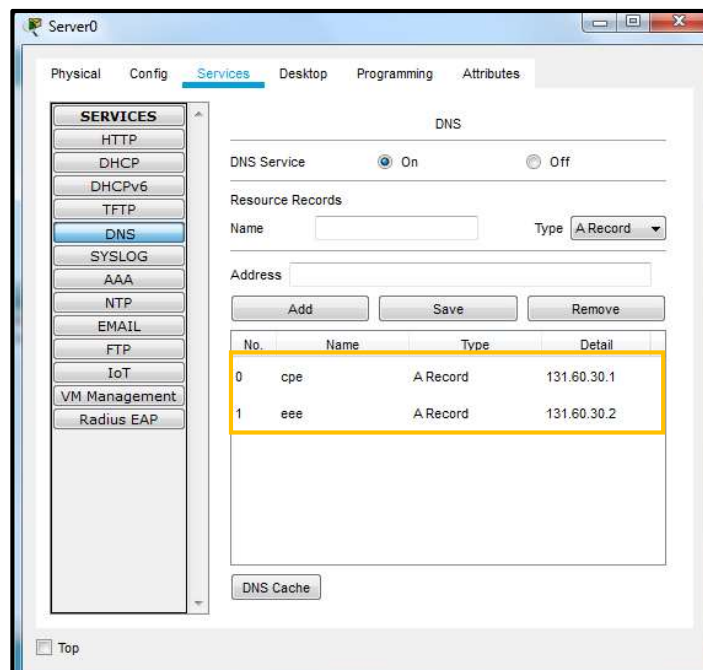 Server0
Physical Config Services Desktop Programming Attributes
SERVICES
HTTP
DHCP
DHCPv6
TFTP
DNS
SYSLOG
AAA
NTP
EMAIL
FTP
IoT
VM Management
Radius EAP
DNS
DNS Service On Off
Resource Records
Name Type A Record
Address
Add Save Remove
No. Name Type Detail
0 cpe A Record 131.60.30.1
1 eee A Record 131.60.30.2
DNS Cache
Top